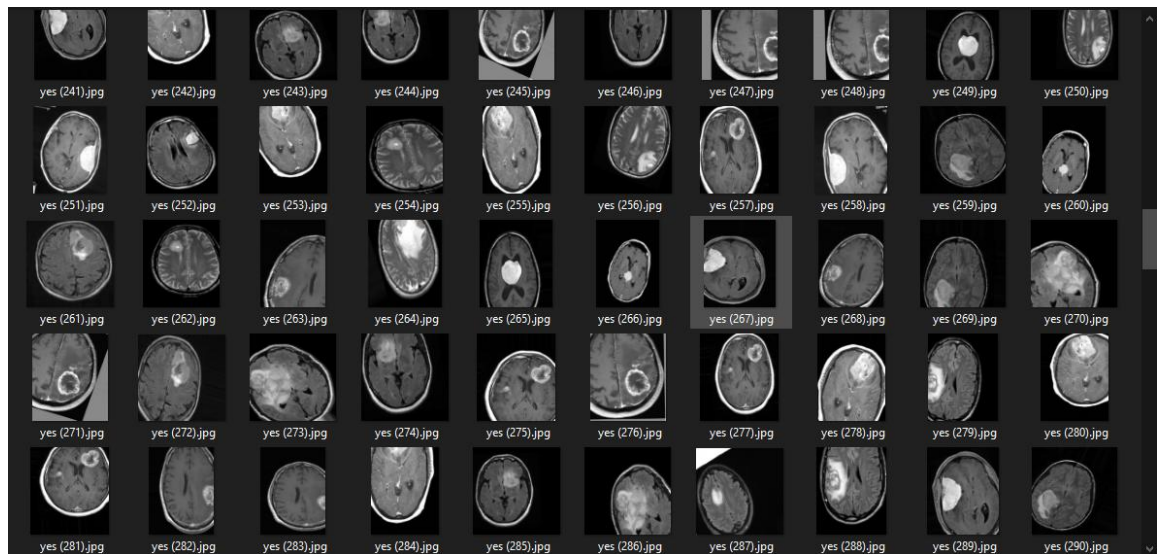 yes (241).jpg yes (242).jpg yes (243).jpg yes (244).jpg yes (245).jpg yes (246).jpg yes (247).jpg yes (248).jpg yes (249).jpg yes (250).jpg
yes (251).jpg yes (252).jpg yes (253).jpg yes (254).jpg yes (255).jpg yes (256).jpg yes (257).jpg yes (258).jpg yes (259).jpg yes (260).jpg
yes (261).jpg yes (262).jpg yes (263).jpg yes (264).jpg yes (265).jpg yes (266).jpg yes (267).jpg yes (268).jpg yes (269).jpg yes (270).jpg
yes (271).jpg yes (272).jpg yes (273).jpg yes (274).jpg yes (275).jpg yes (276).jpg yes (277).jpg yes (278).jpg yes (279).jpg yes (280).jpg
yes (281).jpg yes (282).jpg yes (283).jpg yes (284).jpg yes (285).jpg yes (286).jpg yes (287).jpg yes (288).jpg yes (289).jpg yes (290).jpg